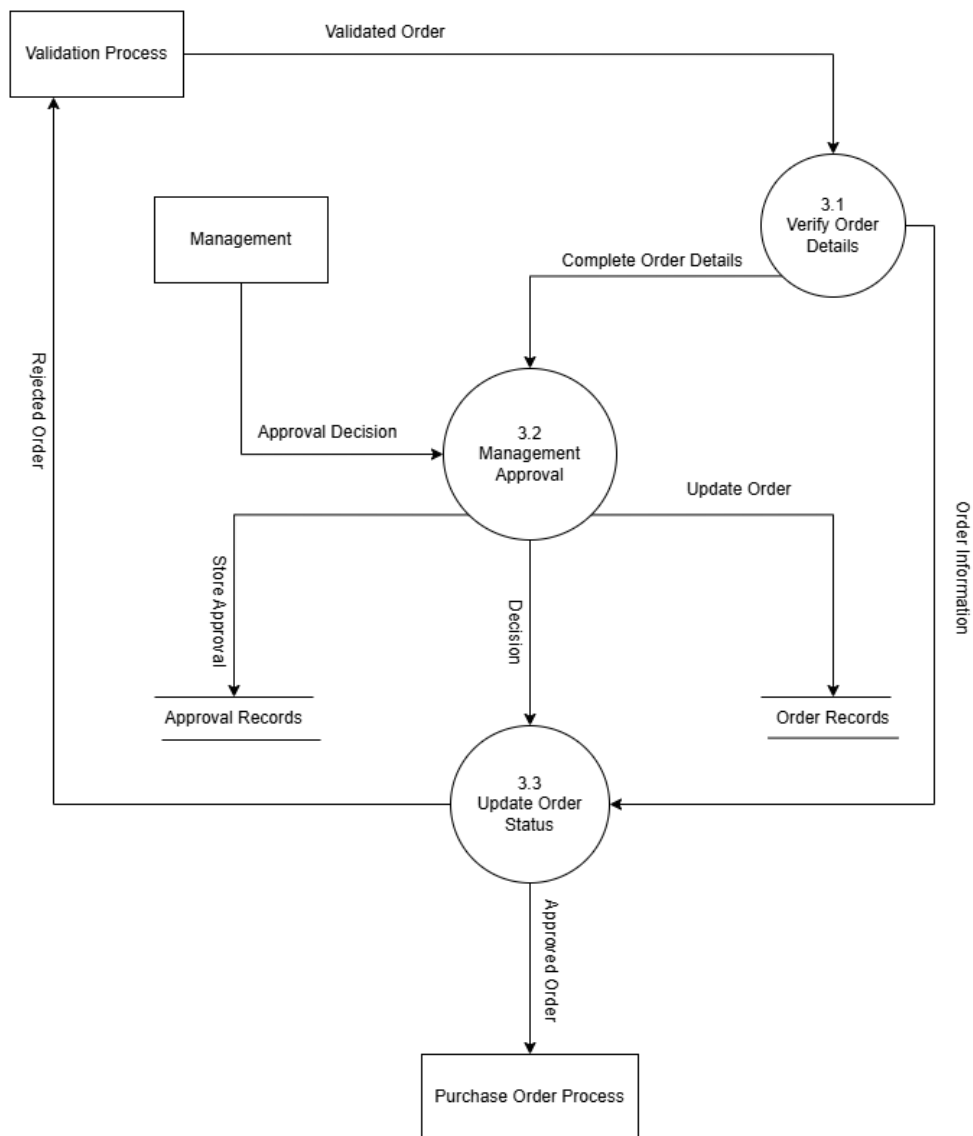 Validated Order
Validation Process
3.1
Verify Order
Details
Management
Complete Order Details
Rejected Order
3.2
Management
Approval
Approval Decision
Update Order
Order Information
Store Approval
Decision
Approval Records
Order Records
3.3
Update Order
Status
Approved Order
Purchase Order Process